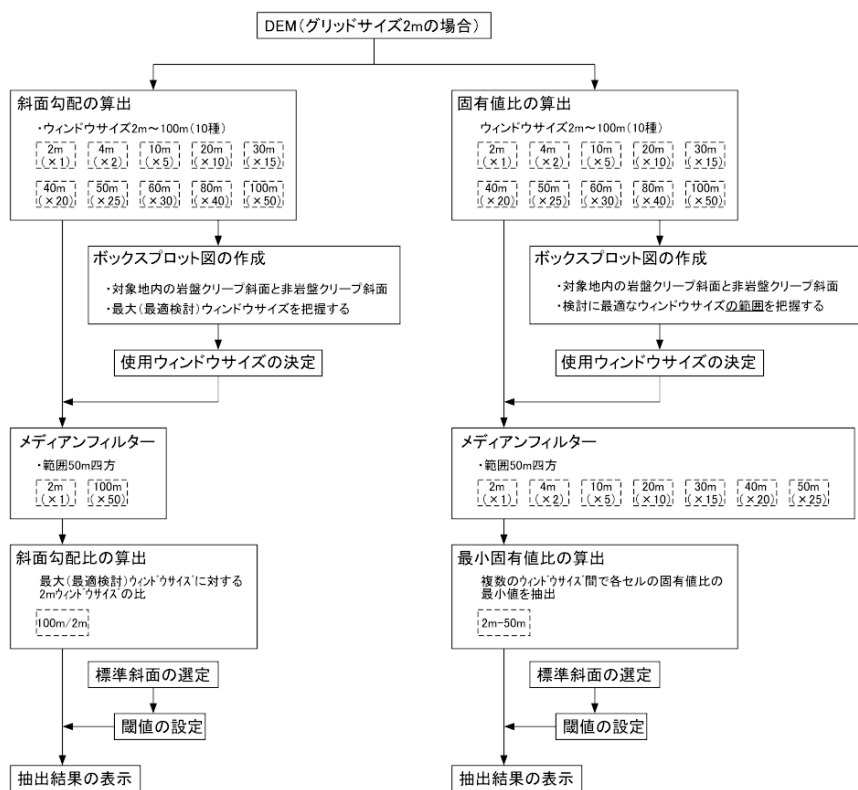 DEM(グリッドサイズ2mの場合)
斜面勾配の算出
・ウィンドウサイズ2m～100m(10種)
2m 4m 10m 20m 30m
(×1) (×2) (×5) (×10) (×15)
40m 50m 60m 80m 100m
(×20) (×25) (×30) (×40) (×50)
ボックスプロット図の作成
・対象地内の岩盤クリープ斜面と非岩盤クリープ斜面
・最大(最適検討)ウィンドウサイズを把握する
使用ウィンドウサイズの決定
メディアンフィルター
・範囲50m四方
2m 100m
(×1) (×50)
斜面勾配比の算出
最大(最適検討)ウィンドウサイズに対する
2mウィンドウサイズの比
100m/2m
標準斜面の選定
閾値の設定
抽出結果の表示
固有値比の算出
ウィンドウサイズ2m～100m(10種)
2m 4m 10m 20m 30m
(×1) (×2) (×5) (×10) (×15)
40m 50m 60m 80m 100m
(×20) (×25) (×30) (×40) (×50)
ボックスプロット図の作成
・対象地内の岩盤クリープ斜面と非岩盤クリープ斜面
・検討に最適なウィンドウサイズの範囲を把握する
使用ウィンドウサイズの決定
メディアンフィルター
・範囲50m四方
2m 4m 10m 20m 30m 40m 50m
(×1) (×2) (×5) (×10) (×15) (×20) (×25)
最小固有値比の算出
複数のウィンドウサイズ間で各セルの固有値比の
最小値を抽出
2m-50m
標準斜面の選定
閾値の設定
抽出結果の表示